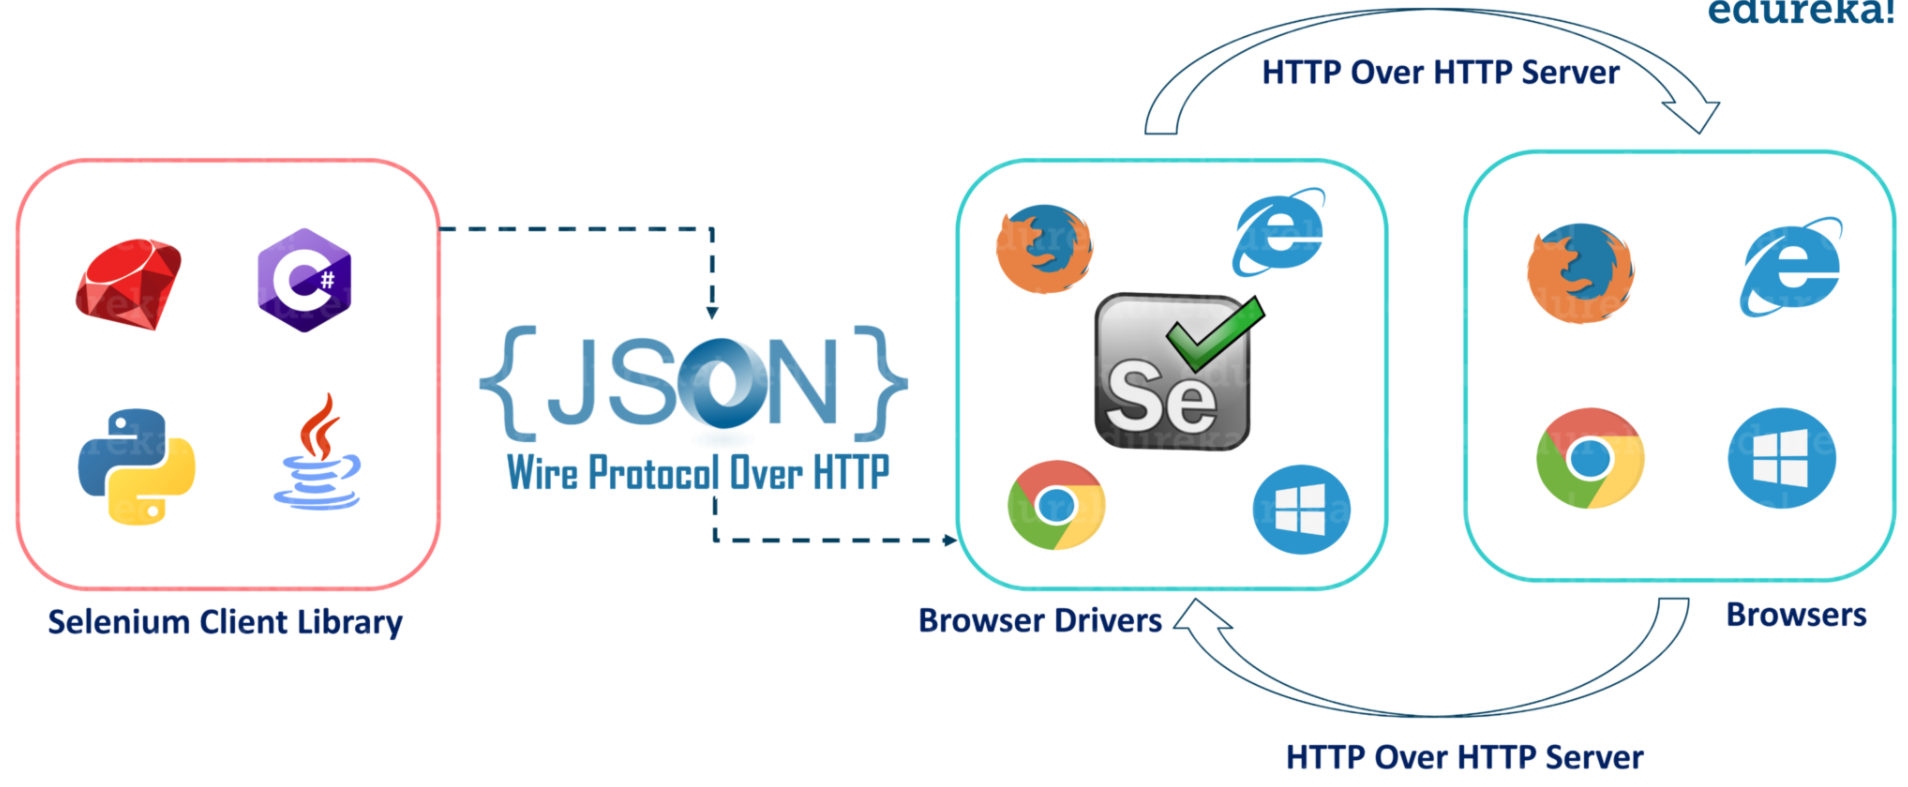 edureka!
HTTP Over HTTP Server
C#
{JSON}
Wire Protocol Over HTTP
Se
Selenium Client Library
Browser Drivers
Browsers
HTTP Over HTTP Server